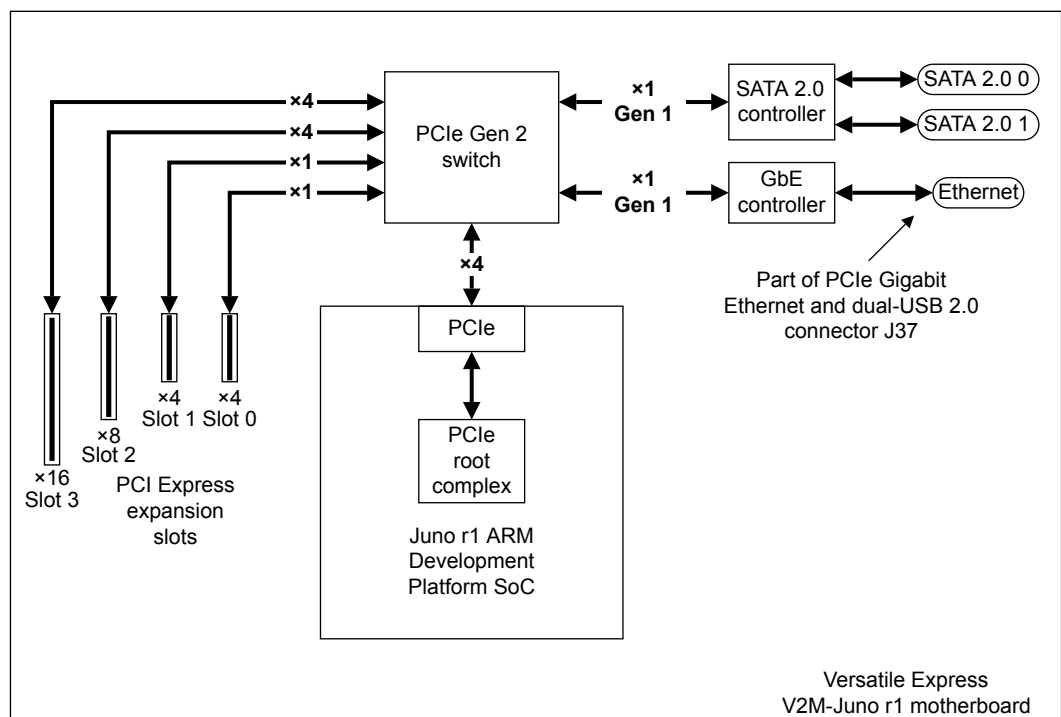 ×4
×4
×1
×1
PCIe Gen 2
switch
×1
Gen 1
×1
Gen 1
SATA 2.0
controller
SATA 2.0 0
SATA 2.0 1
GbE
controller
Ethernet
Part of PCIe Gigabit
Ethernet and dual-USB 2.0
connector J37
×4
PCIe
PCIe
root
complex
Juno r1 ARM
Development
Platform SoC
×16
Slot 3
×8
Slot 2
×4
Slot 1
×4
Slot 0
PCI Express
expansion
slots
Versatile Express
V2M-Juno r1 motherboard